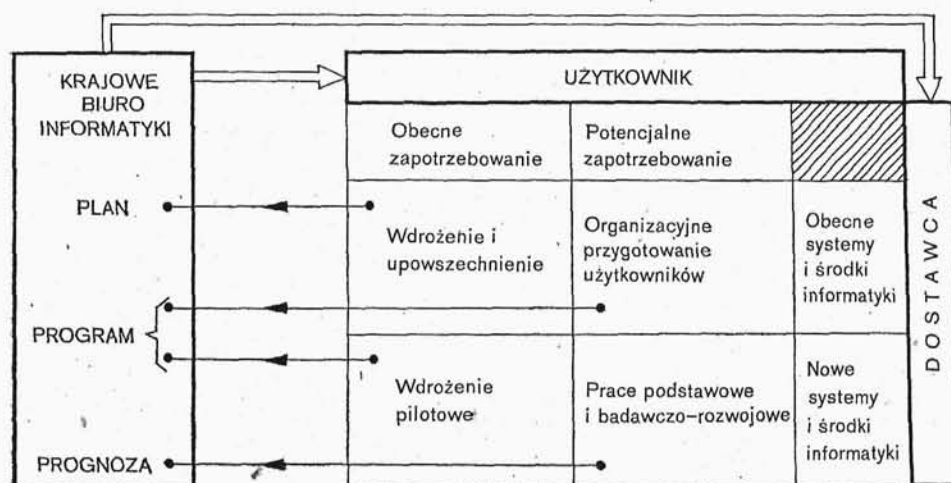 KRAJOWE
BIURO
INFORMATYKI
PLAN
PROGRAM
PROGNOZA
UŻYTKOWNIK
Obecne
zapotrzebowanie
Potencjalne
zapotrzebowanie
Wdrożenie i
upowszechnienie
Organizacyjne
przygotowanie
użytkowników
Obecne
systemy
i środki
informatyki
Wdrożenie
pilotowe
Prace podstawowe
i badawczo-rozwojowe
Nowe
systemy
i środki
informatyki
DOSTAWCA